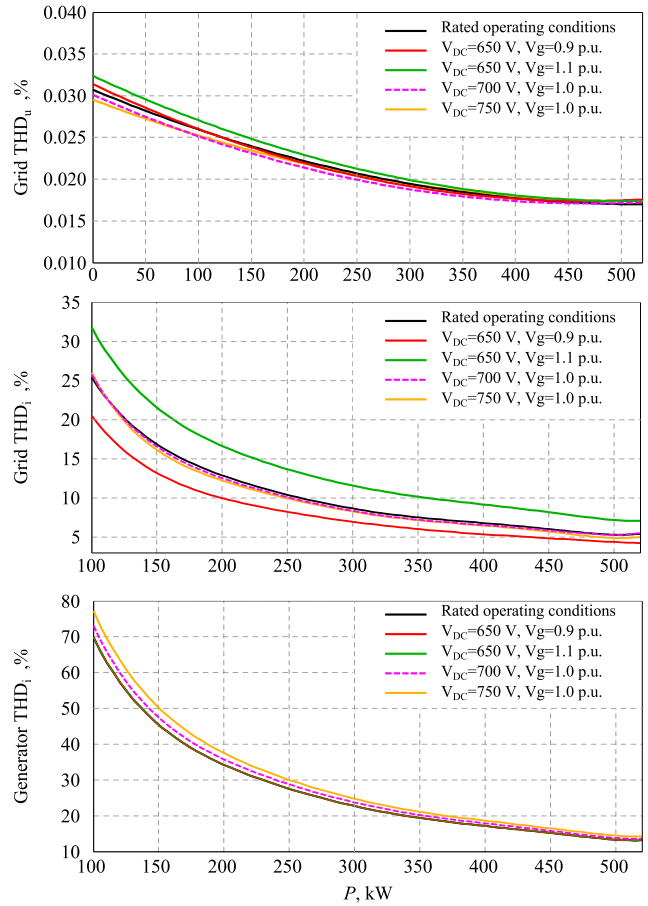 0.040
0.035
0.030
0.025
0.020
0.015
0.010
Grid THDu ,%
Rated operating conditions
VDC=650 V, Vg=0.9 p.u.
VDC=650 V, Vg=1.1 p.u.
VDC=700 V, Vg=1.0 p.u.
VDC=750 V, Vg=1.0 p.u.
0 50 100 150 200 250 300 350 400 450 500
35
30
25
20
15
10
5
Grid THDi ,%
Rated operating conditions
VDC=650 V, Vg=0.9 p.u.
VDC=650 V, Vg=1.1 p.u.
VDC=700 V, Vg=1.0 p.u.
VDC=750 V, Vg=1.0 p.u.
100 150 200 250 300 350 400 450 500
80
70
60
50
40
30
20
10
Generator THDi ,%
Rated operating conditions
VDC=650 V, Vg=0.9 p.u.
VDC=650 V, Vg=1.1 p.u.
VDC=700 V, Vg=1.0 p.u.
VDC=750 V, Vg=1.0 p.u.
100 150 200 250 300 350 400 450 500
P, kW